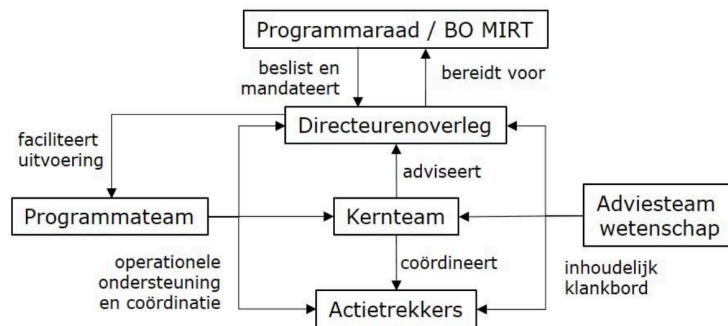 Programmaraad / BO MIRT
beslist en
mandateert
bereidt voor
Directeurenoverleg
faciliteert
uitvoering
adviseert
Programmateam
Kernteam
Adviesteam
wetenschap
operationele
ondersteuning
en coördinatie
coördineert
inhoudelijk
klankbord
Actietrekkers